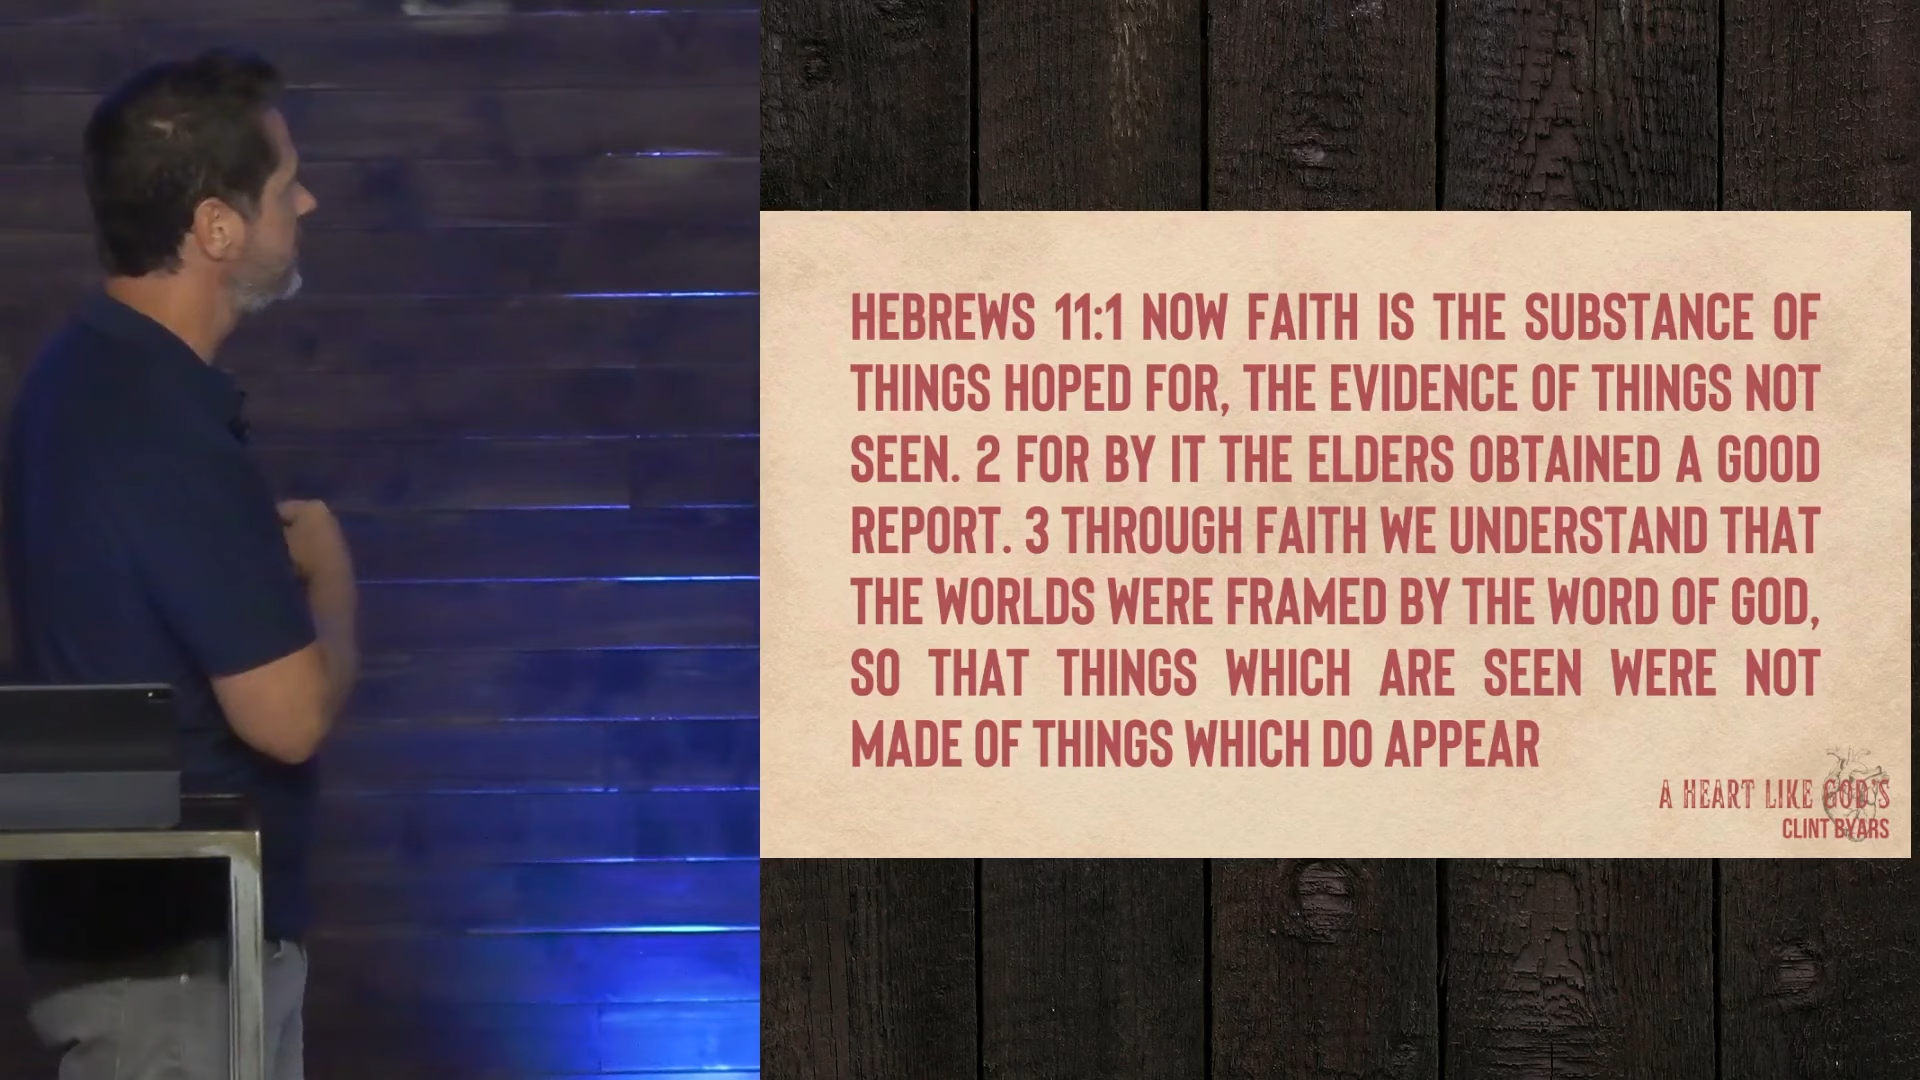 HEBREWS 11:1 NOW FAITH IS THE SUBSTANCE OF
THINGS HOPED FOR, THE EVIDENCE OF THINGS NOT
SEEN. 2 FOR BY IT THE ELDERS OBTAINED A GOOD
REPORT. 3 THROUGH FAITH WE UNDERSTAND THAT
THE WORLDS WERE FRAMED BY THE WORD OF GOD,
SO THAT THINGS WHICH ARE SEEN WERE NOT
MADE OF THINGS WHICH DO APPEAR
A HEART LIKE GOD'S
CLINT BYARS